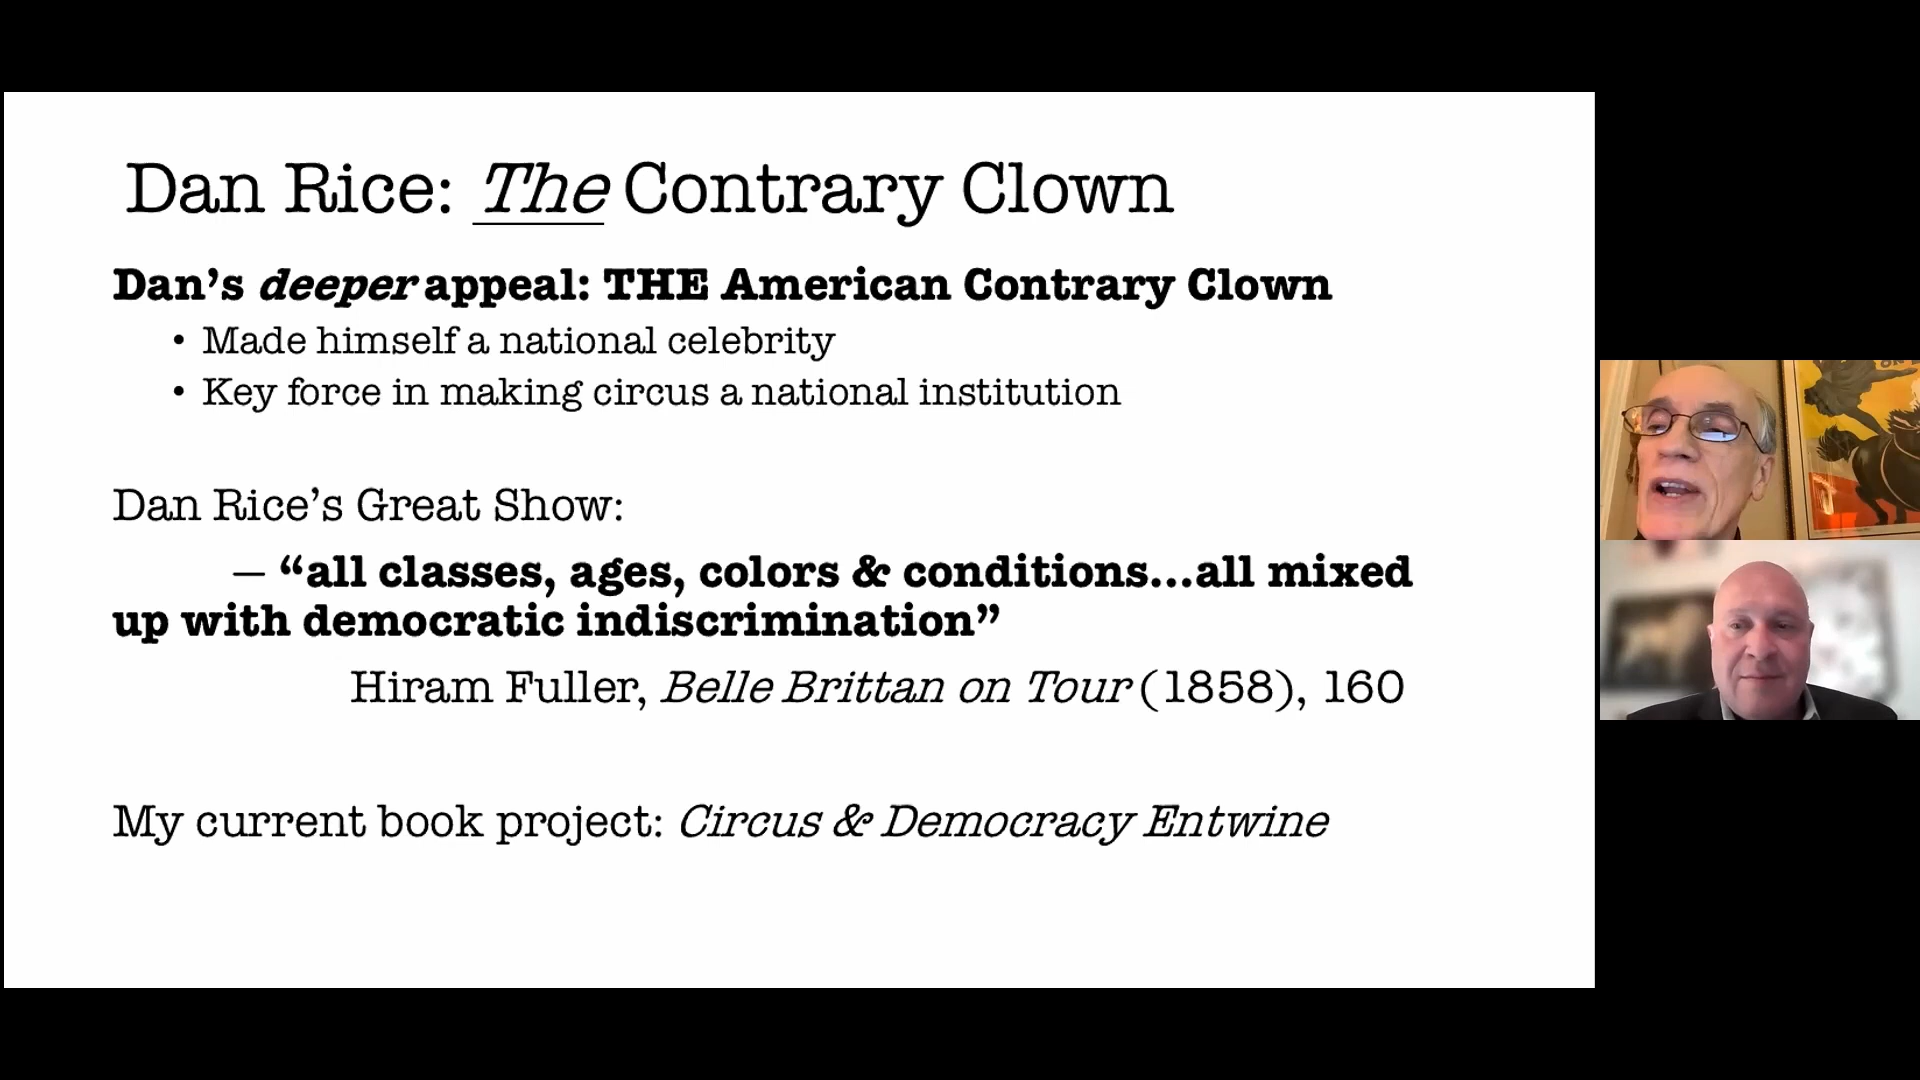 Dan Rice: The Contrary Clown
Dan’s deeper appeal: THE American Contrary Clown
• Made himself a national celebrity
• Key force in making circus a national institution
Dan Rice’s Great Show:
– “all classes, ages, colors & conditions…all mixed
up with democratic indiscrimination”
Hiram Fuller, Belle Brittan on Tour (1858), 160
My current book project: Circus & Democracy Entwine